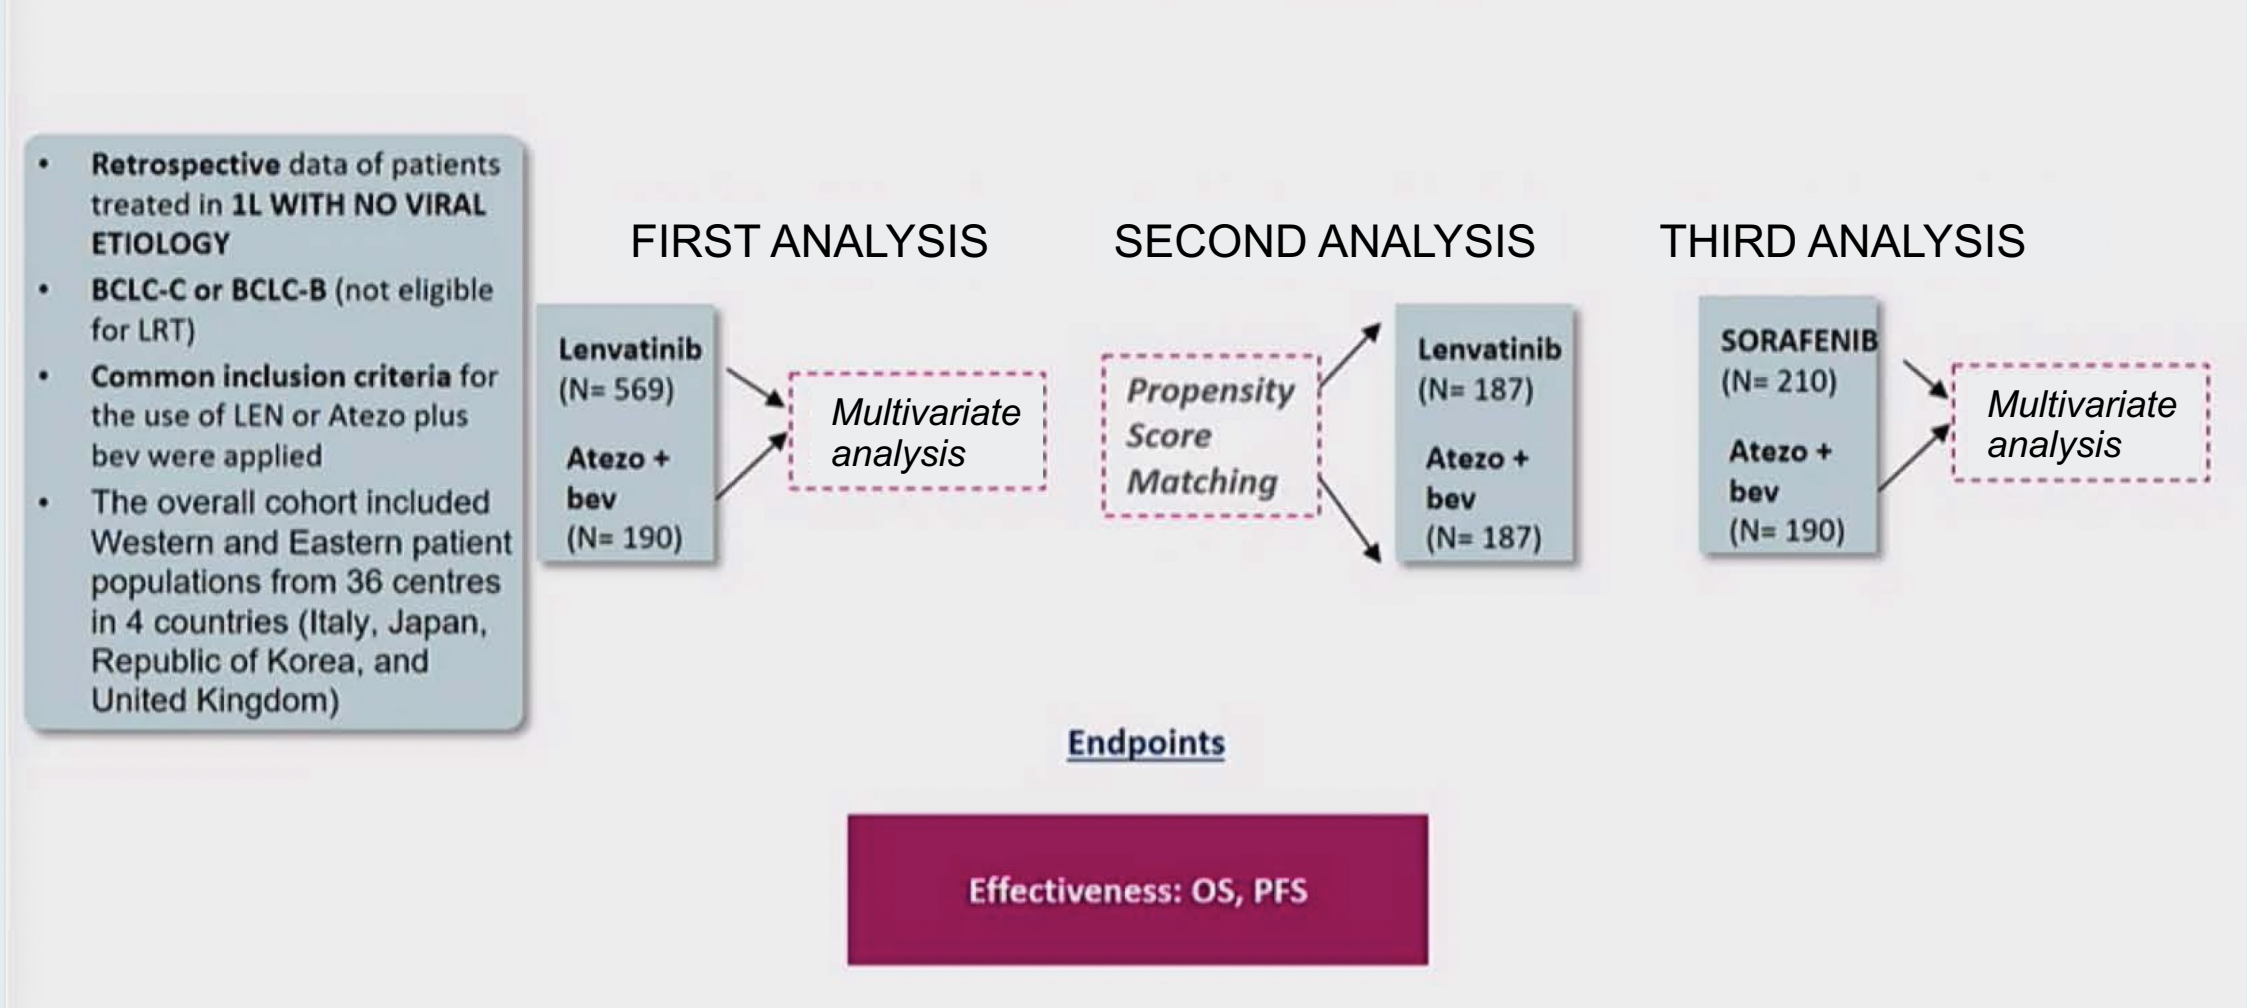 • Retrospective data of patients
treated in 1L WITH NO VIRAL
ETIOLOGY
• BCLC-C or BCLC-B (not eligible
for LRT)
• Common inclusion criteria for
the use of LEN or Atezo plus
bev were applied
• The overall cohort included
Western and Eastern patient
populations from 36 centres
in 4 countries (Italy, Japan,
Republic of Korea, and
United Kingdom)
FIRST ANALYSIS
Lenvatinib
(N= 569)
Atezo +
bev
(N= 190)
Multivariate
analysis
SECOND ANALYSIS
Propensity
Score
Matching
Lenvatinib
(N= 187)
Atezo +
bev
(N= 187)
THIRD ANALYSIS
SORAFENIB
(N= 210)
Atezo +
bev
(N= 190)
Multivariate
analysis
Endpoints
Effectiveness: OS, PFS